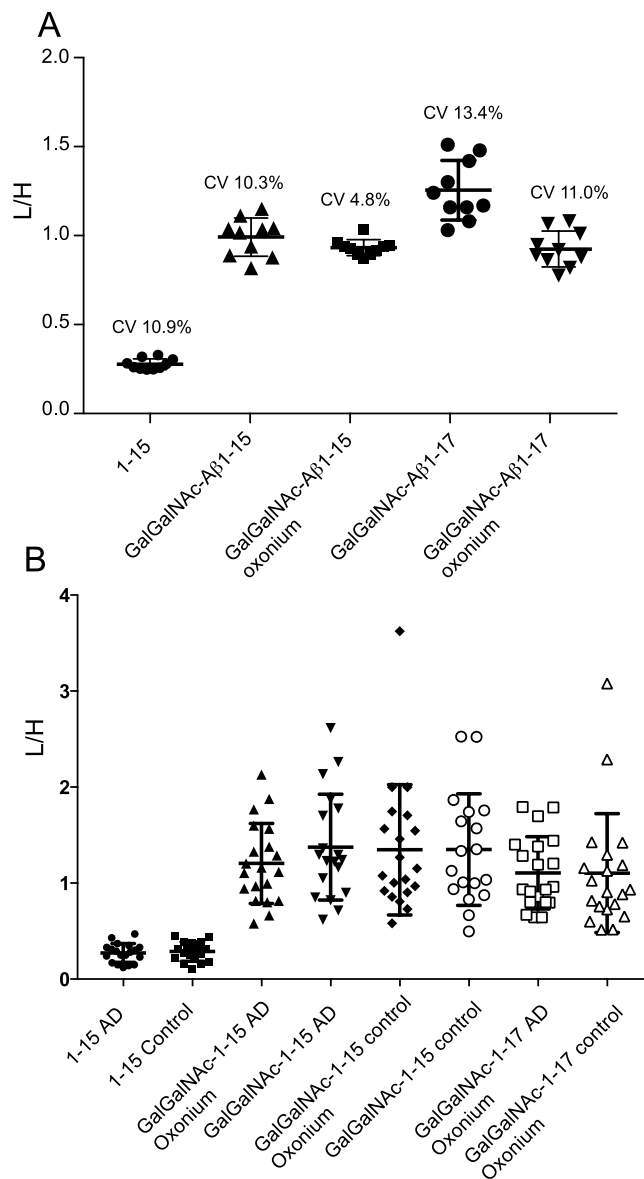 A
2.0
1.5
1.0
0.5
0.0
L/H
CV 10.9%
CV 10.3%
CV 4.8%
CV 13.4%
CV 11.0%
1-15
GalGalNAc-Aβ1-15
GalGalNAc-Aβ1-15
oxonium
GalGalNAc-Aβ1-17
GalGalNAc-Aβ1-17
oxonium
B
4
3
2
1
0
L/H
1-15 AD
1-15 Control
GalGalNAc-1-15 AD
Oxonium
GalGalNAc-1-15 AD
GalGalNAc-1-15 control
Oxonium
GalGalNAc-1-15 control
GalGalNAc-1-17 AD
Oxonium
GalGalNAc-1-17 control
Oxonium